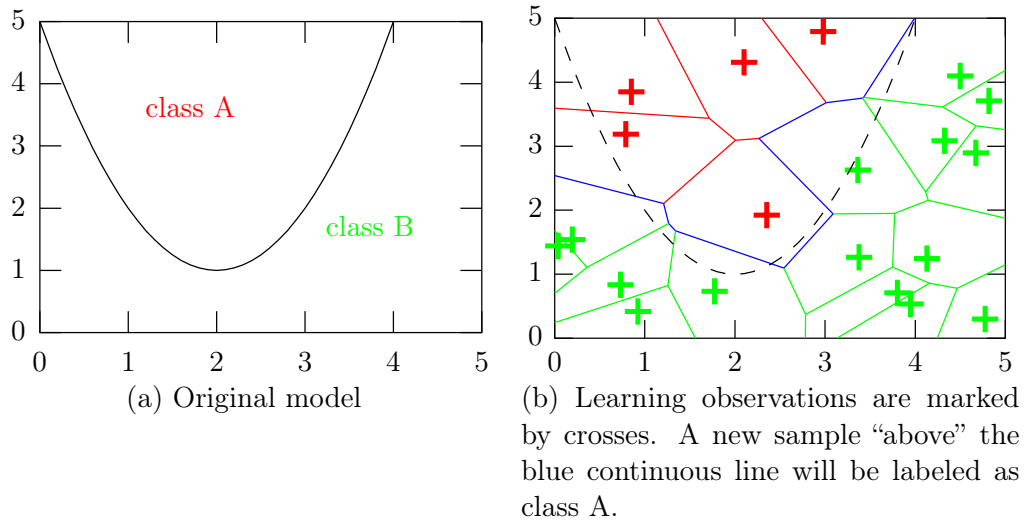 5
4
3
2
1
0
0 1 2 3 4 5
class A
class B
(a) Original model
5
4
3
2
1
0
0 1 2 3 4 5
(b) Learning observations are marked
by crosses. A new sample “above” the
blue continuous line will be labeled as
class A.